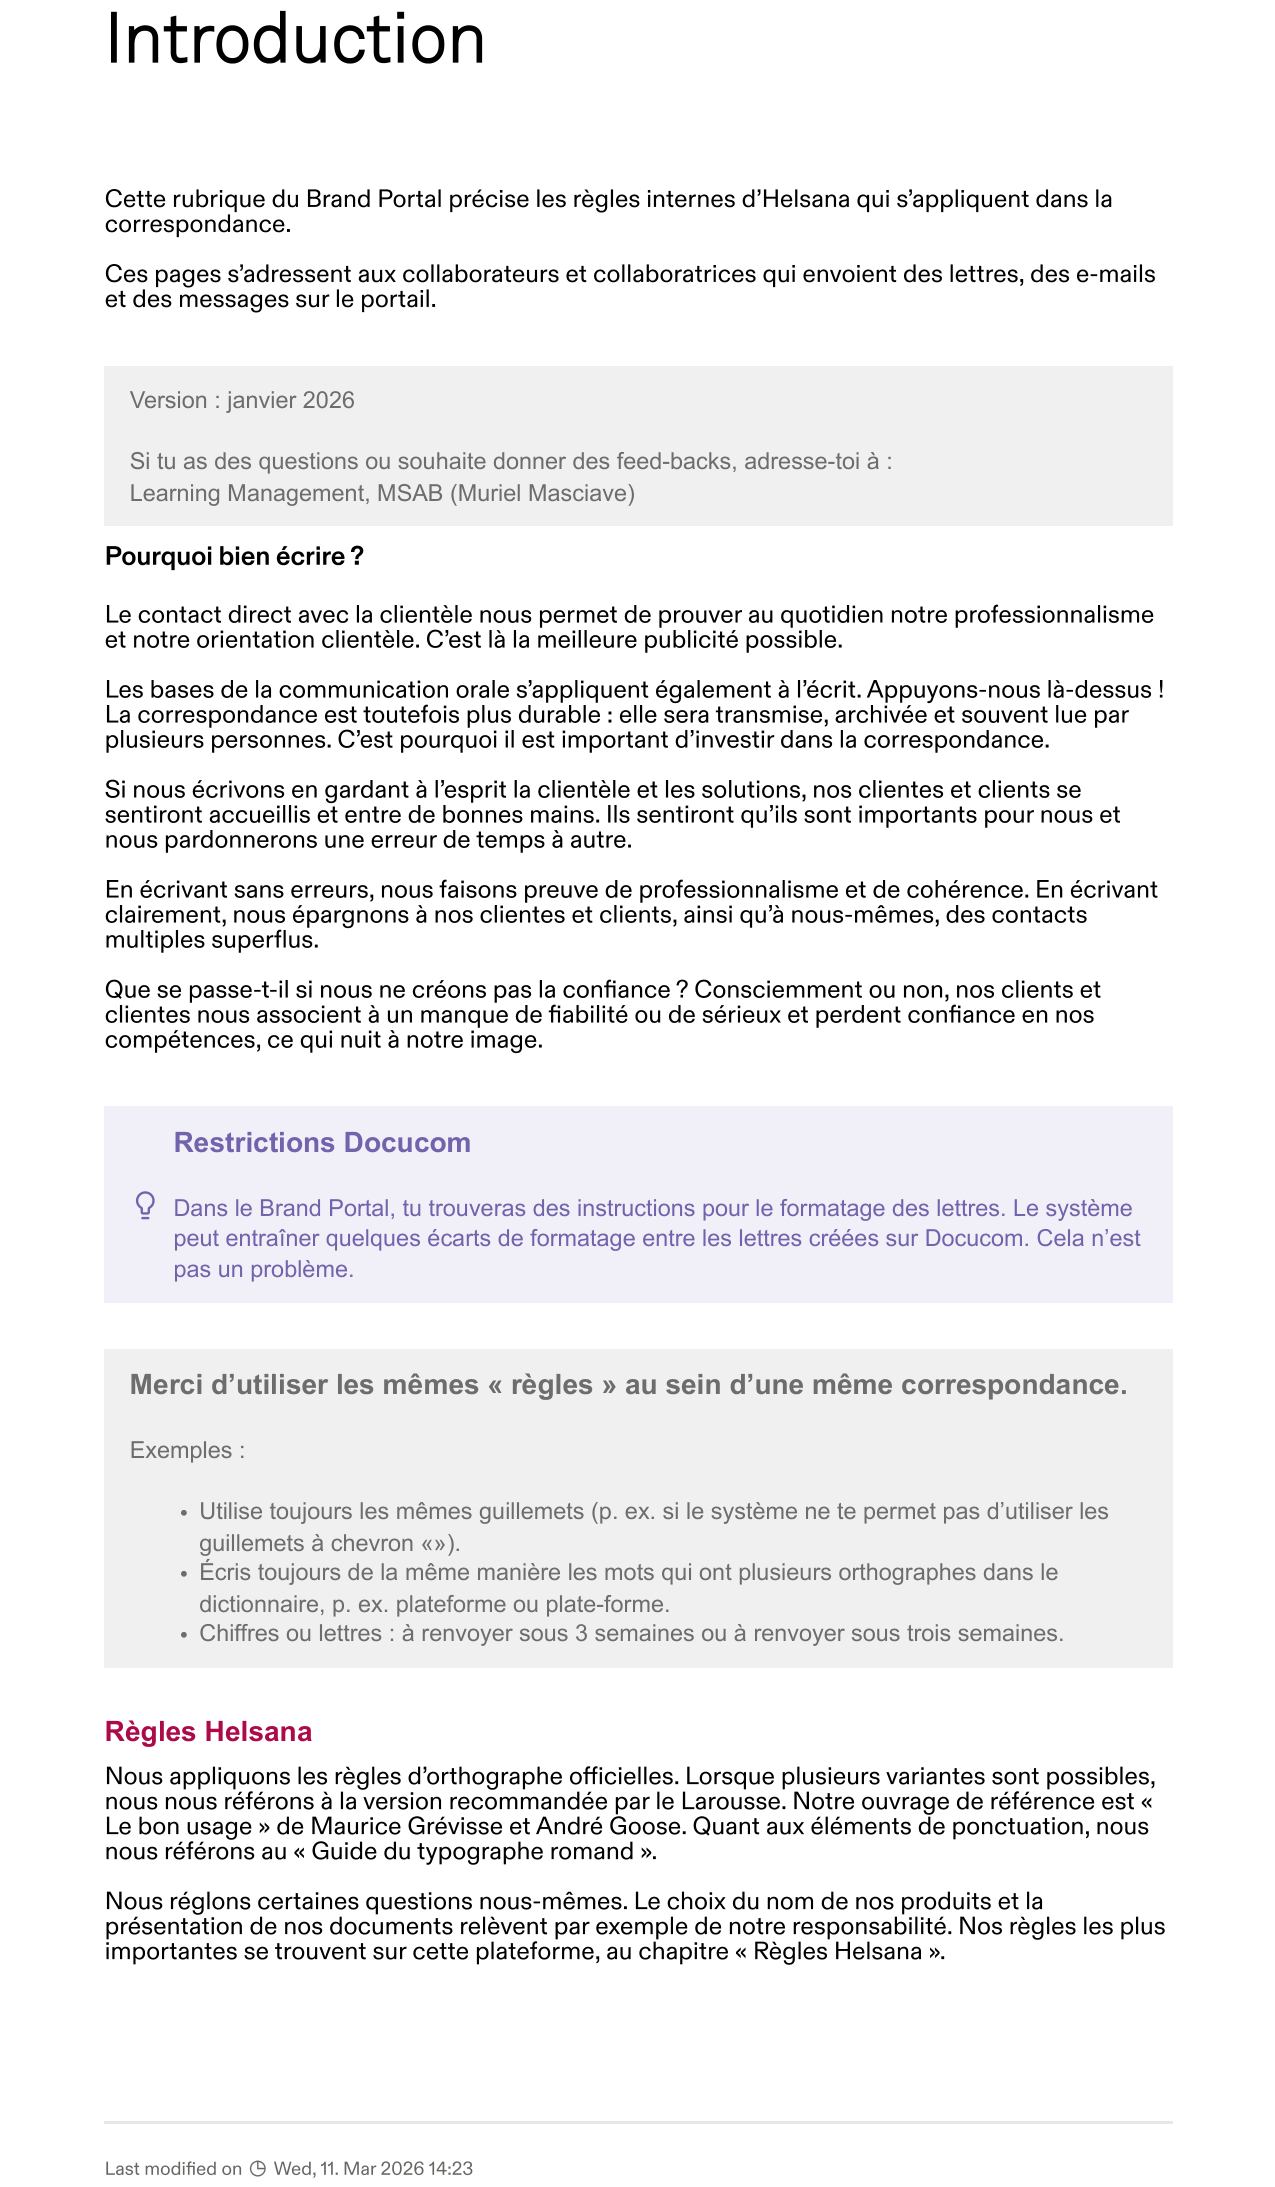 Introduction
Cette rubrique du Brand Portal précise les règles internes d’Helsana qui s’appliquent dans la
correspondance.
Ces pages s’adressent aux collaborateurs et collaboratrices qui envoient des lettres, des e-mails
et des messages sur le portail.
Version : janvier 2026
Si tu as des questions ou souhaite donner des feed-backs, adresse-toi à :
Learning Management, MSAB (Muriel Masciave)
Pourquoi bien écrire ?
Le contact direct avec la clientèle nous permet de prouver au quotidien notre professionnalisme
et notre orientation clientèle. C’est là la meilleure publicité possible.
Les bases de la communication orale s’appliquent également à l’écrit. Appuyons-nous là-dessus !
La correspondance est toutefois plus durable : elle sera transmise, archivée et souvent lue par
plusieurs personnes. C’est pourquoi il est important d’investir dans la correspondance.
Si nous écrivons en gardant à l’esprit la clientèle et les solutions, nos clientes et clients se
sentiront accueillis et entre de bonnes mains. Ils sentiront qu’ils sont importants pour nous et
nous pardonnerons une erreur de temps à autre.
En écrivant sans erreurs, nous faisons preuve de professionnalisme et de cohérence. En écrivant
clairement, nous épargnons à nos clientes et clients, ainsi qu’à nous-mêmes, des contacts
multiples superflus.
Que se passe-t-il si nous ne créons pas la confiance ? Consciemment ou non, nos clients et
clientes nous associent à un manque de fiabilité ou de sérieux et perdent confiance en nos
compétences, ce qui nuit à notre image.
Restrictions Docucom
Dans le Brand Portal, tu trouveras des instructions pour le formatage des lettres. Le système
peut entraîner quelques écarts de formatage entre les lettres créées sur Docucom. Cela n’est
pas un problème.
Merci d’utiliser les mêmes « règles » au sein d’une même correspondance.
Exemples :
• Utilise toujours les mêmes guillemets (p. ex. si le système ne te permet pas d’utiliser les
guillemets à chevron «»).
• Écris toujours de la même manière les mots qui ont plusieurs orthographes dans le
dictionnaire, p. ex. plateforme ou plate-forme.
• Chiffres ou lettres : à renvoyer sous 3 semaines ou à renvoyer sous trois semaines.
Règles Helsana
Nous appliquons les règles d’orthographe officielles. Lorsque plusieurs variantes sont possibles,
nous nous référons à la version recommandée par le Larousse. Notre ouvrage de référence est «
Le bon usage » de Maurice Grévisse et André Goose. Quant aux éléments de ponctuation, nous
nous référons au « Guide du typographe romand ».
Nous réglons certaines questions nous-mêmes. Le choix du nom de nos produits et la
présentation de nos documents relèvent par exemple de notre responsabilité. Nos règles les plus
importantes se trouvent sur cette plateforme, au chapitre « Règles Helsana ».
Last modified on Wed, 11. Mar 2026 14:23